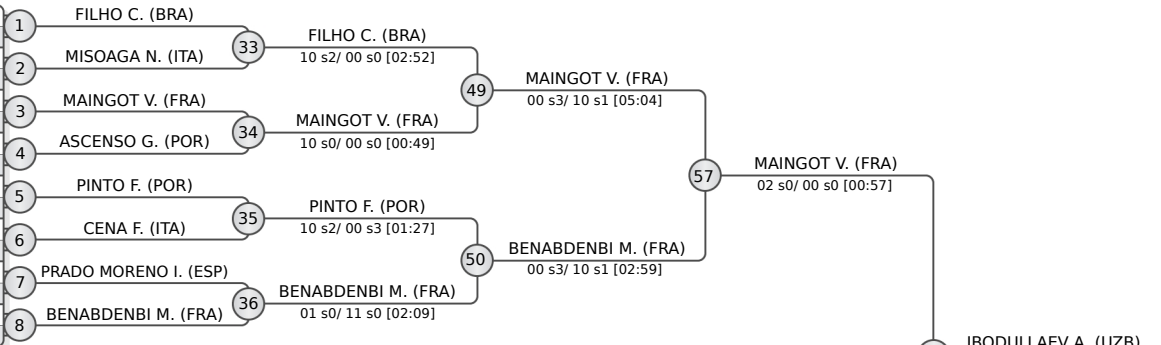 1 FILHO C. (BRA)
2 MISOAGA N. (ITA)
3 MAINGOT V. (FRA)
4 ASCENSO G. (POR)
5 PINTO F. (POR)
6 CENA F. (ITA)
7 PRADO MORENO I. (ESP)
8 BENABDENBI M. (FRA)
33 FILHO C. (BRA)
10 s2/ 00 s0 [02:52]
34 MAINGOT V. (FRA)
10 s0/ 00 s0 [00:49]
35 PINTO F. (POR)
10 s2/ 00 s3 [01:27]
36 BENABDENBI M. (FRA)
01 s0/ 11 s0 [02:09]
49 MAINGOT V. (FRA)
00 s3/ 10 s1 [05:04]
50 BENABDENBI M. (FRA)
00 s3/ 10 s1 [02:59]
57 MAINGOT V. (FRA)
02 s0/ 00 s0 [00:57]
IBODULLAEV A. (UZB)